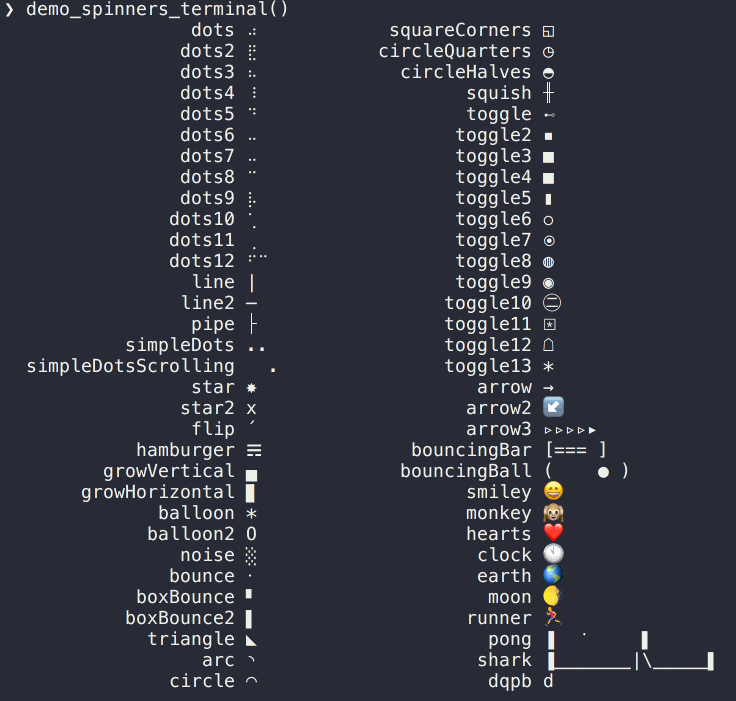 ❯ demo_spinners_terminal()
dots ⠴ squareCorners ◱
dots2 ⣟ circleQuarters ◷
dots3 ⠦ circleHalves ◓
dots4 ⠸ squish ╫
toggle ⊷
dots5 ⠙ toggle2 ▪
dots6 ⠤ toggle3 ■
dots7 ⠤ toggle4 ■
dots8 ⠉ toggle5 ▮
dots9 ⣧ toggle6 ၀
dots10 ⢁ toggle7 ⦿
dots11 ⡀ toggle8 ◍
dots12 ⠋⠉ toggle9 ◉
line | toggle10 ㊁
line2 – toggle11 ⊡
pipe ├ toggle12 ☖
simpleDots .. toggle13 *
simpleDotsScrolling . arrow →
star ✸ arrow2 ↙️
star2 x arrow3 ▹▹▹▹▸
flip ´ bouncingBar [=== ]
hamburger ☴ bouncingBall ( ● )
growVertical ▄ smiley 😄
growHorizontal ▊ monkey 🙉
balloon * hearts ❤️
balloon2 O clock 🕚
noise ░ earth 🌎
bounce · moon 🌖
boxBounce ▘ runner 🏃
boxBounce2 ▌ pong ▐ ⠈ ▌
triangle ◣ shark ▐_______|\_____▌
arc ◝ dqpb d
circle ◠